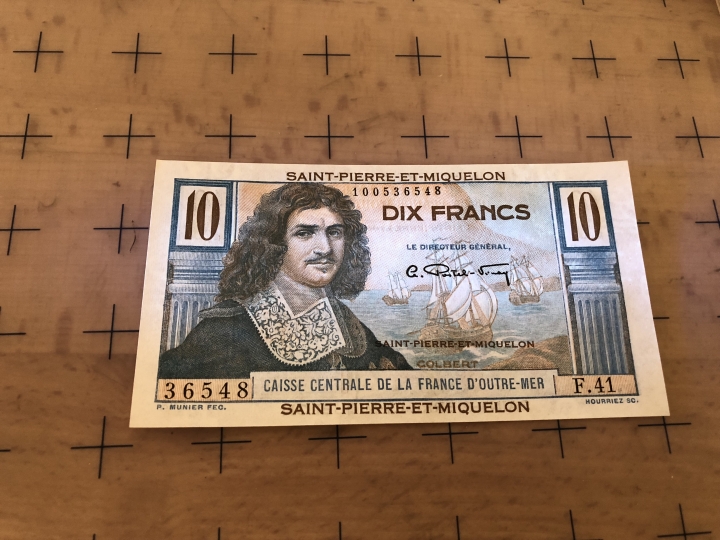 SAINT-PIERRE-ET-MIQUELON
100536548
10
DIX FRANCS
10
LE DIRECTEUR GÉNÉRAL,
SAINT-PIERRE-ET-MIQUELON
COLBERT
36548
CAISSE CENTRALE DE LA FRANCE D'OUTRE-MER
F.41
P. MUNIER FEC.
SAINT-PIERRE-ET-MIQUELON
HOURRIEZ SC.